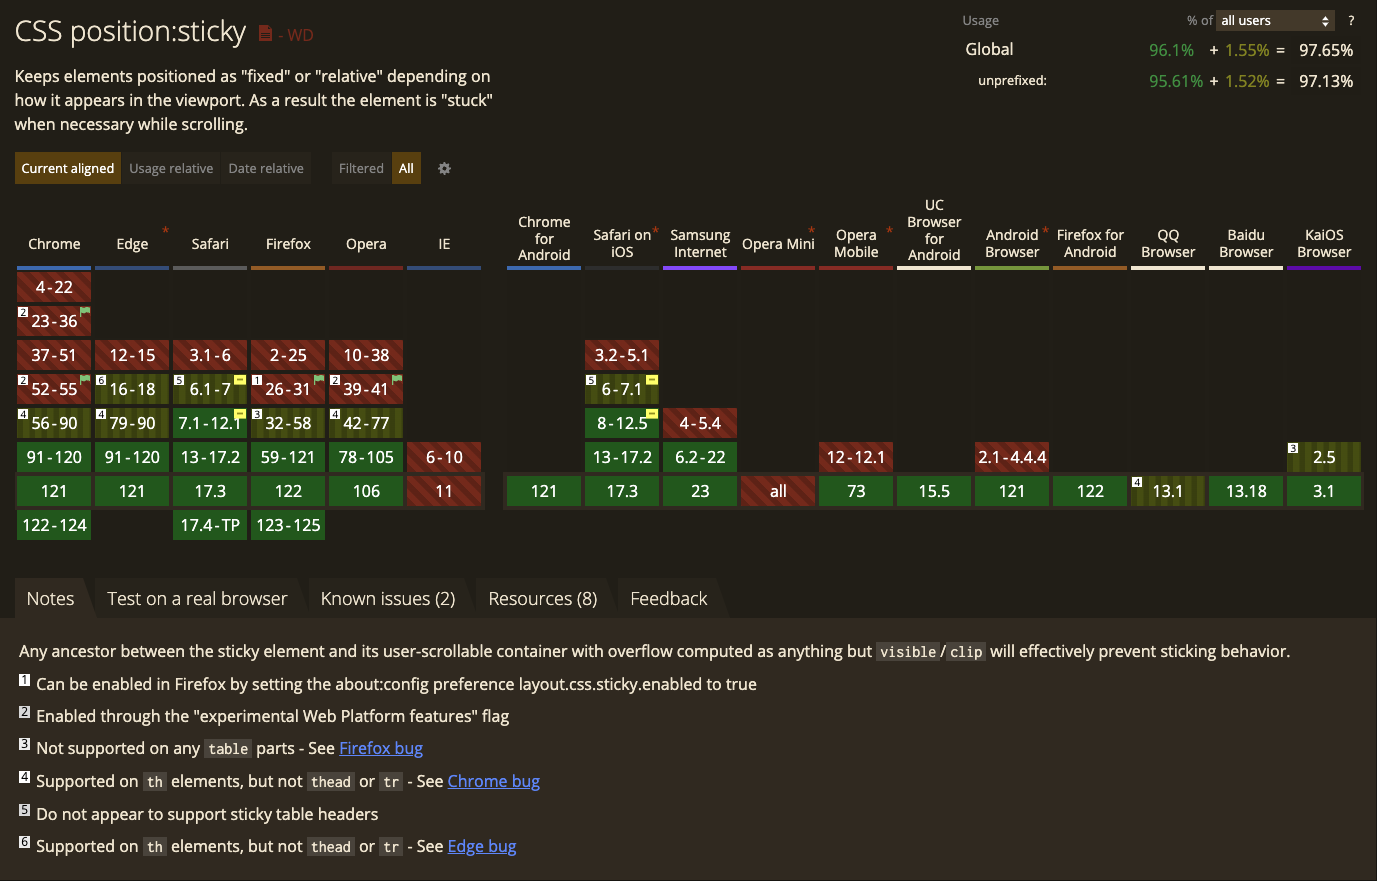 CSS position:sticky - WD
Usage % of all users ?
Global 96.1% + 1.55% = 97.65%
unprefixed: 95.61% + 1.52% = 97.13%
Keeps elements positioned as "fixed" or "relative" depending on
how it appears in the viewport. As a result the element is "stuck"
when necessary while scrolling.
Current aligned Usage relative Date relative Filtered All
Chrome Edge * Safari Firefox Opera IE Chrome for Android Safari on iOS * Samsung Internet Opera Mini * Opera Mobile * UC Browser for Android Android Browser * Firefox for Android QQ Browser Baidu Browser KaiOS Browser
4-22
2 23-36
37-51 12-15 3.1-6 2-25 10-38 3.2-5.1
2 52-55 6 16-18 5 6.1-7 1 26-31 2 39-41 5 6-7.1
4 56-90 4 79-90 7.1-12.1 3 32-58 4 42-77 8-12.5 4-5.4
91-120 91-120 13-17.2 59-121 78-105 6-10 13-17.2 6.2-22 12-12.1 2.1-4.4.4 3 2.5
121 121 17.3 122 106 11 121 17.3 23 all 73 15.5 121 122 4 13.1 13.18 3.1
122-124 17.4-TP 123-125
Notes Test on a real browser Known issues (2) Resources (8) Feedback
Any ancestor between the sticky element and its user-scrollable container with overflow computed as anything but visible/clip will effectively prevent sticking behavior.
1 Can be enabled in Firefox by setting the about:config preference layout.css.sticky.enabled to true
2 Enabled through the "experimental Web Platform features" flag
3 Not supported on any table parts - See Firefox bug
4 Supported on th elements, but not thead or tr - See Chrome bug
5 Do not appear to support sticky table headers
6 Supported on th elements, but not thead or tr - See Edge bug